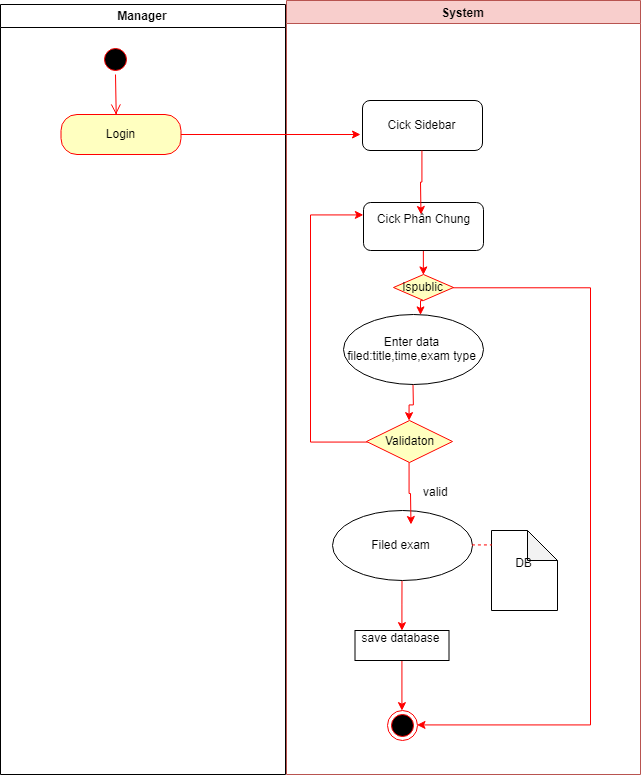 Manager
System
Login
Cick Sidebar
Cick Phân Chung
Ispublic
Enter data
filed:title,time,exam type
Validaton
valid
Filed exam
DB
save database